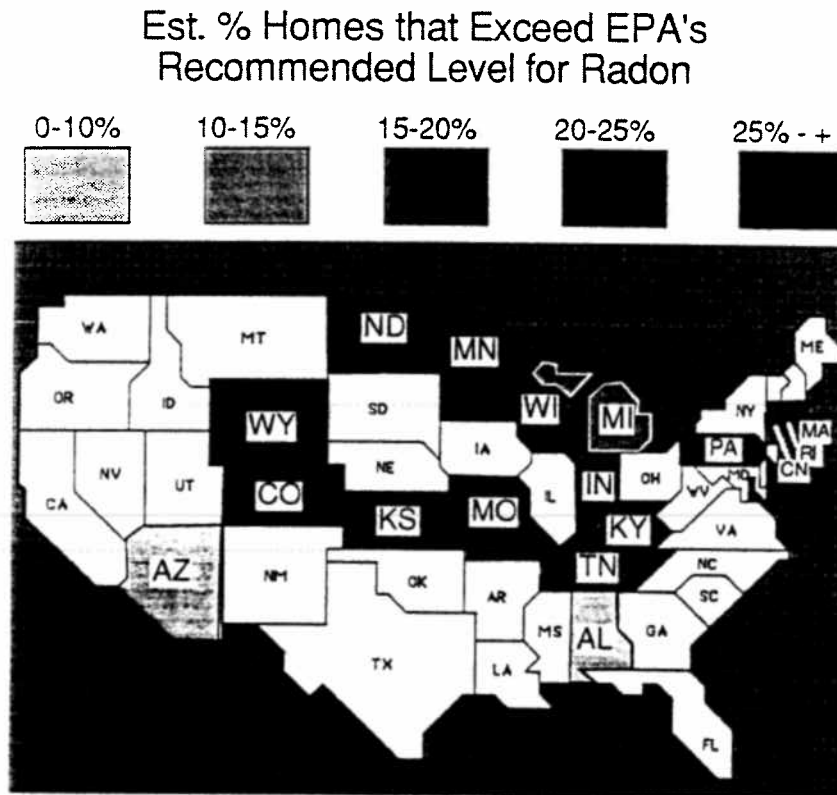 Est. % Homes that Exceed EPA's
Recommended Level for Radon
0-10% 10-15% 15-20% 20-25% 25% - +
WA MT ND MN ME
OR ID WY SD WI MI NY MA
RI
CN
NV UT CO NE IA PA
CA KS MO IL IN OH WV MD
KY VA
AZ NM OK AR TN NC
SC
TX LA MS AL GA
FL